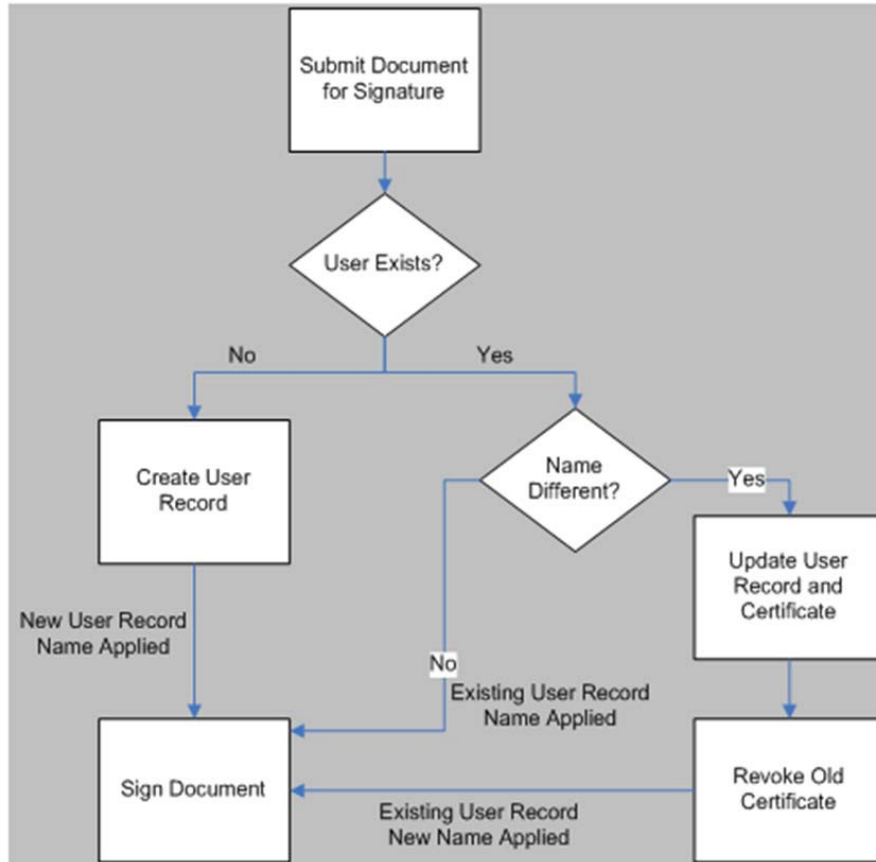 Submit Document
for Signature
User Exists?
No
Yes
Create User
Record
Name
Different?
Yes
Update User
Record and
Certificate
New User Record
Name Applied
No
Existing User Record
Name Applied
Sign Document
Revoke Old
Certificate
Existing User Record
New Name Applied